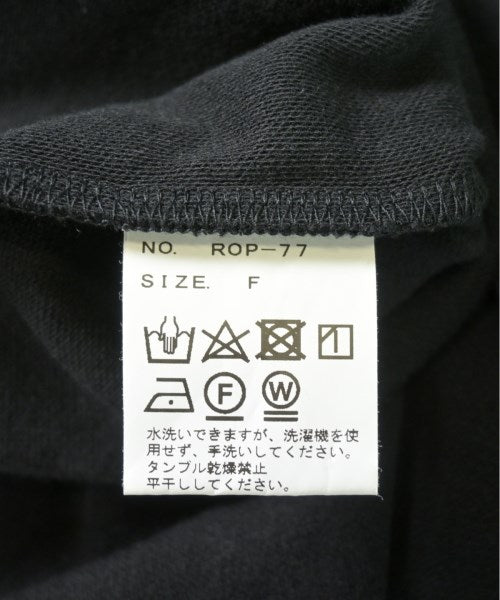 NO. ROP-77
SIZE. F
F W
水洗いできますが、洗濯機を使
用せず、手洗いしてください。
タンブル乾燥禁止
平干ししてください。